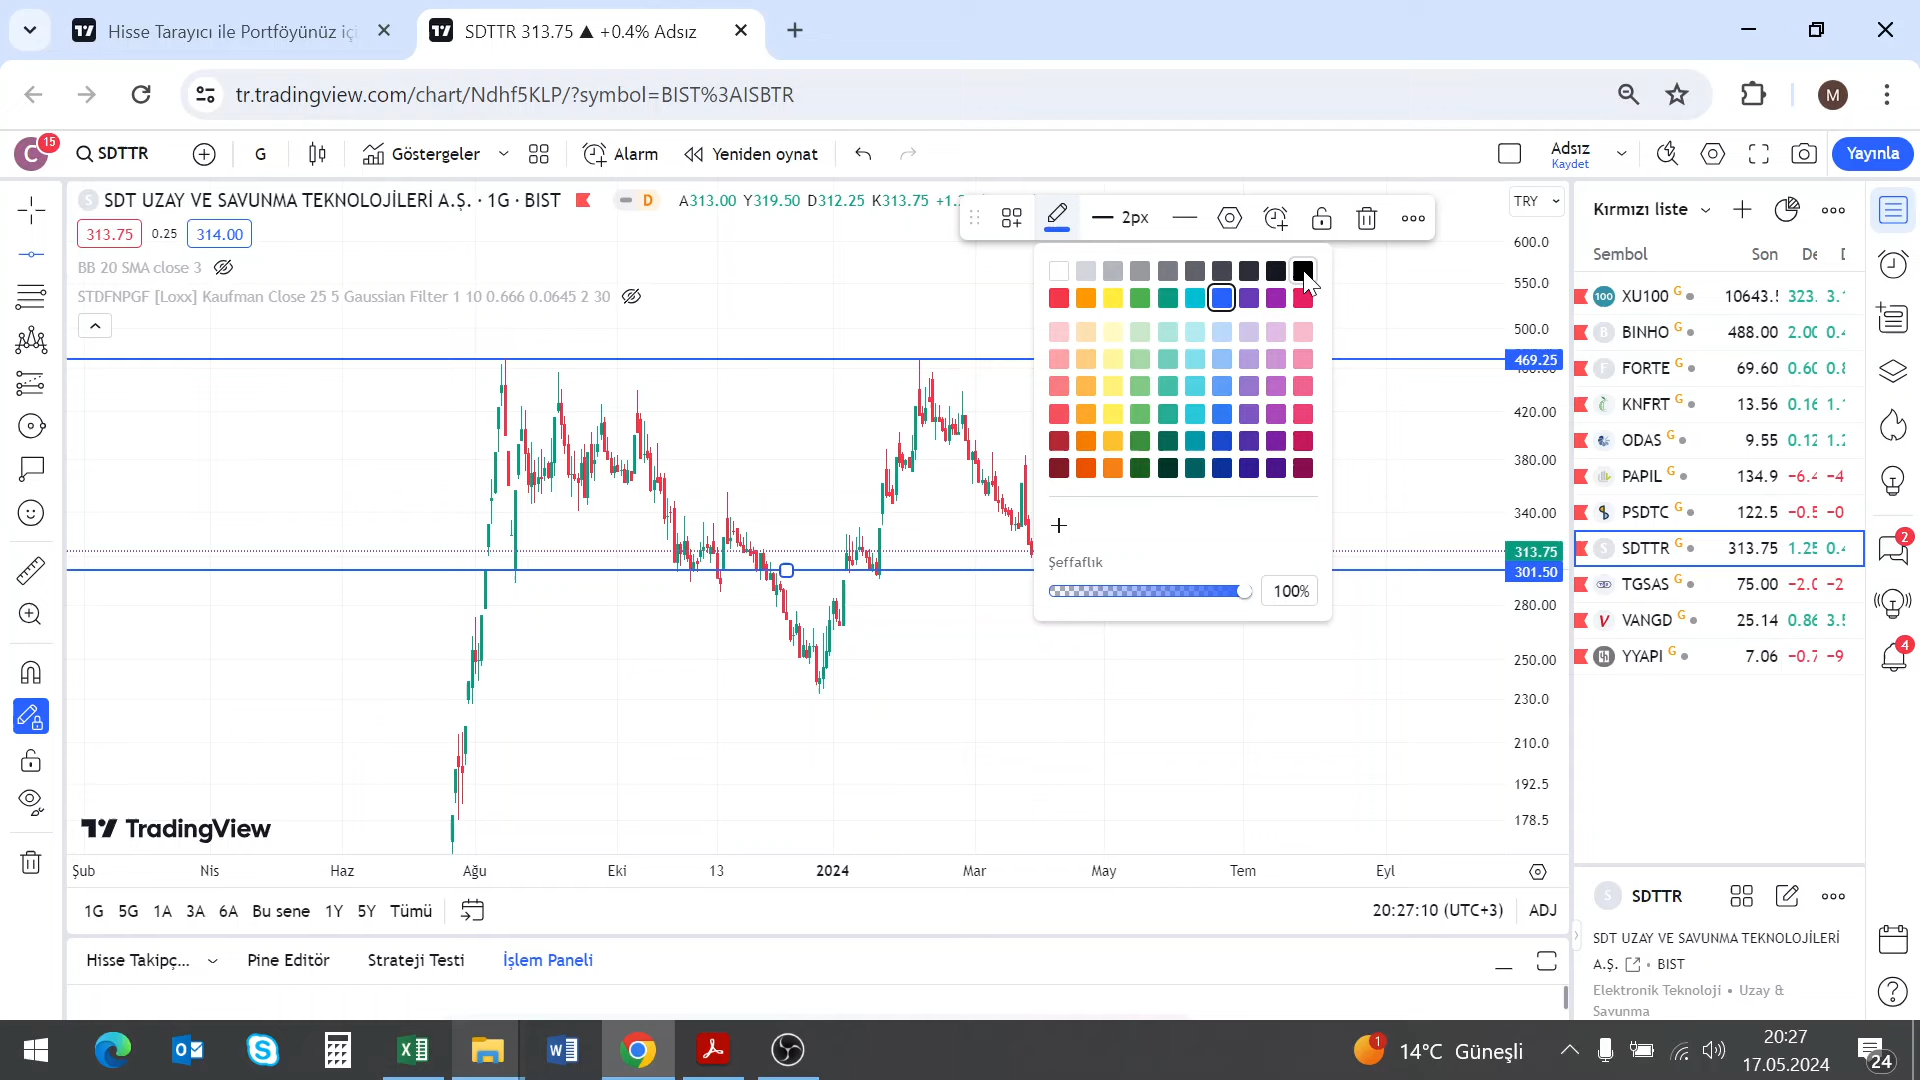 Hisse Tarayıcı ile Portföyünüz içi
SDTTR 313.75 ▲ +0.4% Adsız
tr.tradingview.com/chart/Ndhf5KLP/?symbol=BIST%3AISBTR
M
C 15 SDTTR G Göstergeler Alarm Yeniden oynat Adsız Kaydet Yayınla
SDT UZAY VE SAVUNMA TEKNOLOJİLERİ A.Ş. · 1G · BIST D A313.00 Y319.50 D312.25 K313.75
313.75 0.25 314.00
BB 20 SMA close 3
STDFNPGF [Loxx] Kaufman Close 25 5 Gaussian Filter 1 10 0.666 0.0645 2 30
2px
Şeffaflık
100%
TRY
600.0
550.0
500.0
469.25
420.00
380.00
340.00
313.75
301.50
280.00
250.00
230.0
210.0
192.5
178.5
TradingView
Şub Nis Haz Ağu Eki 13 2024 Mar May Tem Eyl
1G 5G 1A 3A 6A Bu sene 1Y 5Y Tümü 20:27:10 (UTC+3) ADJ
Hisse Takipç... Pine Editör Strateji Testi İşlem Paneli
Kırmızı liste
Sembol Son
100 XU100 G 323.
BINHO G 488.00
FORTE G 69.60
KNFRT G 13.56
ODAS G 9.55
PAPIL G 134.9
PSDTC G 122.5
SDTTR G 313.75
TGSAS G 75.00
VANGD G 25.14
YYAPI G 7.06
2
4
S SDTTR
SDT UZAY VE SAVUNMA TEKNOLOJİLERİ
A.Ş. • BIST
Elektronik Teknoloji • Uzay &
Savunma
1 14°C Güneşli
20:27
17.05.2024
24